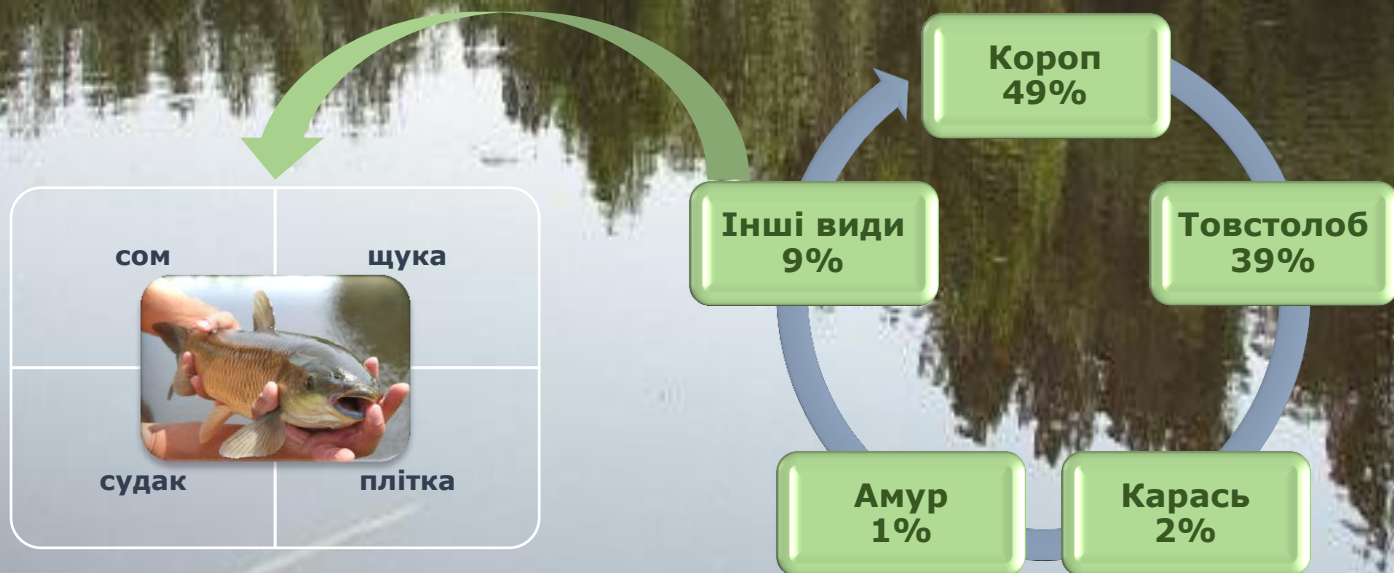 Короп
49%
Товстолоб
39%
Карась
2%
Амур
1%
Інші види
9%
сом
щука
судак
плітка